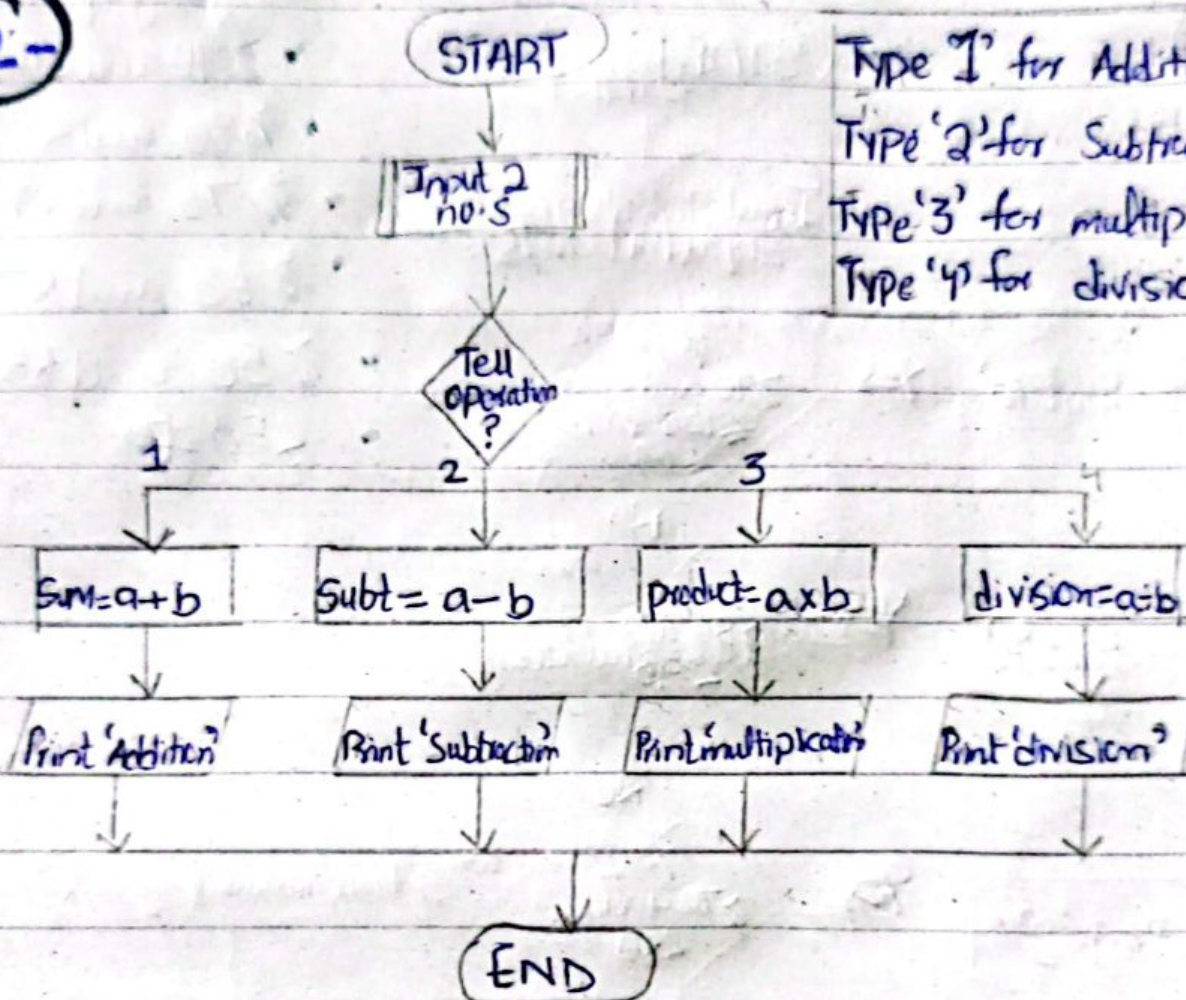 START
Type '1' for Addit
Type '2' for Subtra
Type '3' for multip
Type '4' for divisio
Input 2
no.s
Tell
operation
?
1 2 3 4
Sum=a+b
Subt= a-b
product=axb
division=a÷b
Print 'Addition'
Print 'Subtraction'
Print 'multiplication'
Print 'division'
END